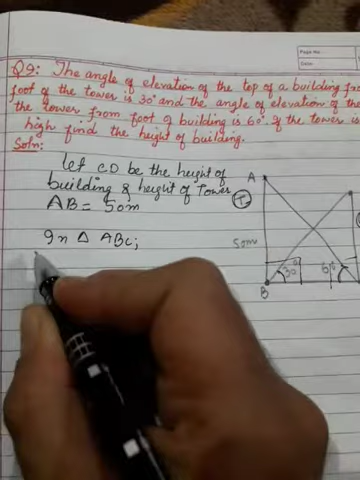 Page No.
Date
Q9: The angle of elevation of the top of a building from
foot of the tower is 30° and the angle of elevation of the
the tower from foot of building is 60°. If the tower is
high find the height of building.
Soln:
let CD be the height of
building & height of Tower
AB = 50m
In Δ ABC;
A
T
50m
B
30°
60°